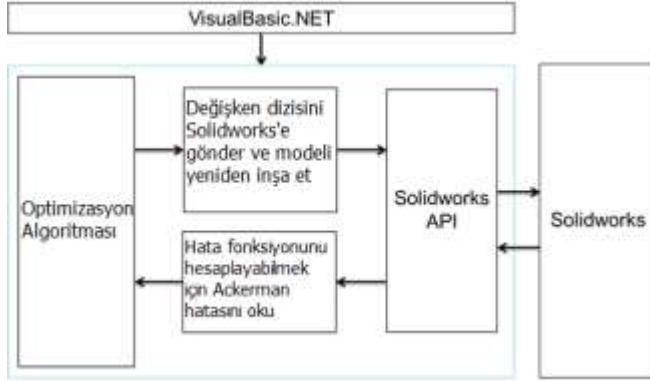 VisualBasic.NET
Değişken dizisini
Solidworks'e
gönder ve modeli
yeniden inşa et
Optimizasyon
Algoritması
Solidworks
API
Solidworks
Hata fonksiyonunu
hesaplayabilmek
için Ackerman
hatasını oku